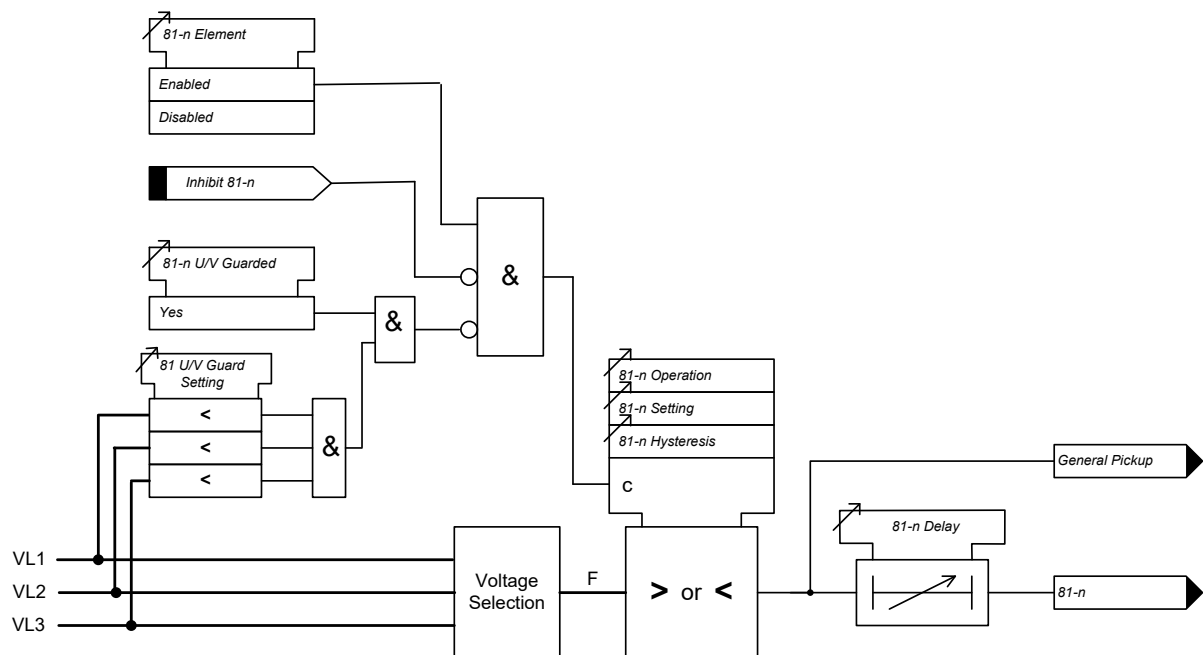 81-n Element
Enabled
Disabled
Inhibit 81-n
81-n U/V Guarded
Yes
&
&
81 U/V Guard
Setting
<
<
<
&
81-n Operation
81-n Setting
81-n Hysteresis
c
General Pickup
81-n Delay
VL1
VL2
VL3
Voltage
Selection
F
> or <
81-n